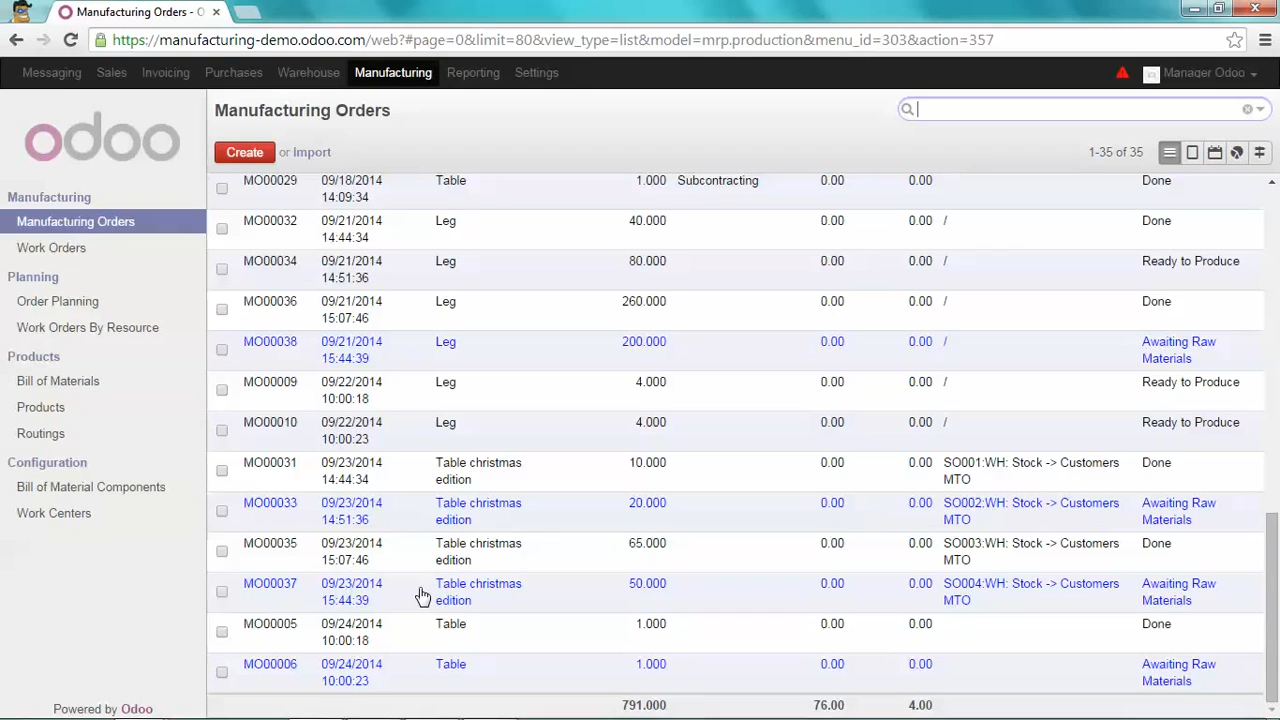 Manufacturing Orders - O
https://manufacturing-demo.odoo.com/web?#page=0&limit=80&view_type=list&model=mrp.production&menu_id=303&action=357
Messaging Sales Invoicing Purchases Warehouse Manufacturing Reporting Settings Manager Odoo
odoo
Manufacturing
Manufacturing Orders
Work Orders
Planning
Order Planning
Work Orders By Resource
Products
Bill of Materials
Products
Routings
Configuration
Bill of Material Components
Work Centers
Powered by Odoo
Manufacturing Orders
Create or Import 1-35 of 35
MO00029 09/18/2014 Table 1.000 Subcontracting 0.00 0.00 Done
14:09:34
MO00032 09/21/2014 Leg 40.000 0.00 0.00 / Done
14:44:34
MO00034 09/21/2014 Leg 80.000 0.00 0.00 / Ready to Produce
14:51:36
MO00036 09/21/2014 Leg 260.000 0.00 0.00 / Done
15:07:46
MO00038 09/21/2014 Leg 200.000 0.00 0.00 / Awaiting Raw
15:44:39 Materials
MO00009 09/22/2014 Leg 4.000 0.00 0.00 / Ready to Produce
10:00:18
MO00010 09/22/2014 Leg 4.000 0.00 0.00 / Ready to Produce
10:00:23
MO00031 09/23/2014 Table christmas 10.000 0.00 0.00 SO001:WH: Stock -> Customers Done
14:44:34 edition MTO
MO00033 09/23/2014 Table christmas 20.000 0.00 0.00 SO002:WH: Stock -> Customers Awaiting Raw
14:51:36 edition MTO Materials
MO00035 09/23/2014 Table christmas 65.000 0.00 0.00 SO003:WH: Stock -> Customers Done
15:07:46 edition MTO
MO00037 09/23/2014 Table christmas 50.000 0.00 0.00 SO004:WH: Stock -> Customers Awaiting Raw
15:44:39 edition MTO Materials
MO00005 09/24/2014 Table 1.000 0.00 0.00 Done
10:00:18
MO00006 09/24/2014 Table 1.000 0.00 0.00 Awaiting Raw
10:00:23 Materials
791.000 76.00 4.00